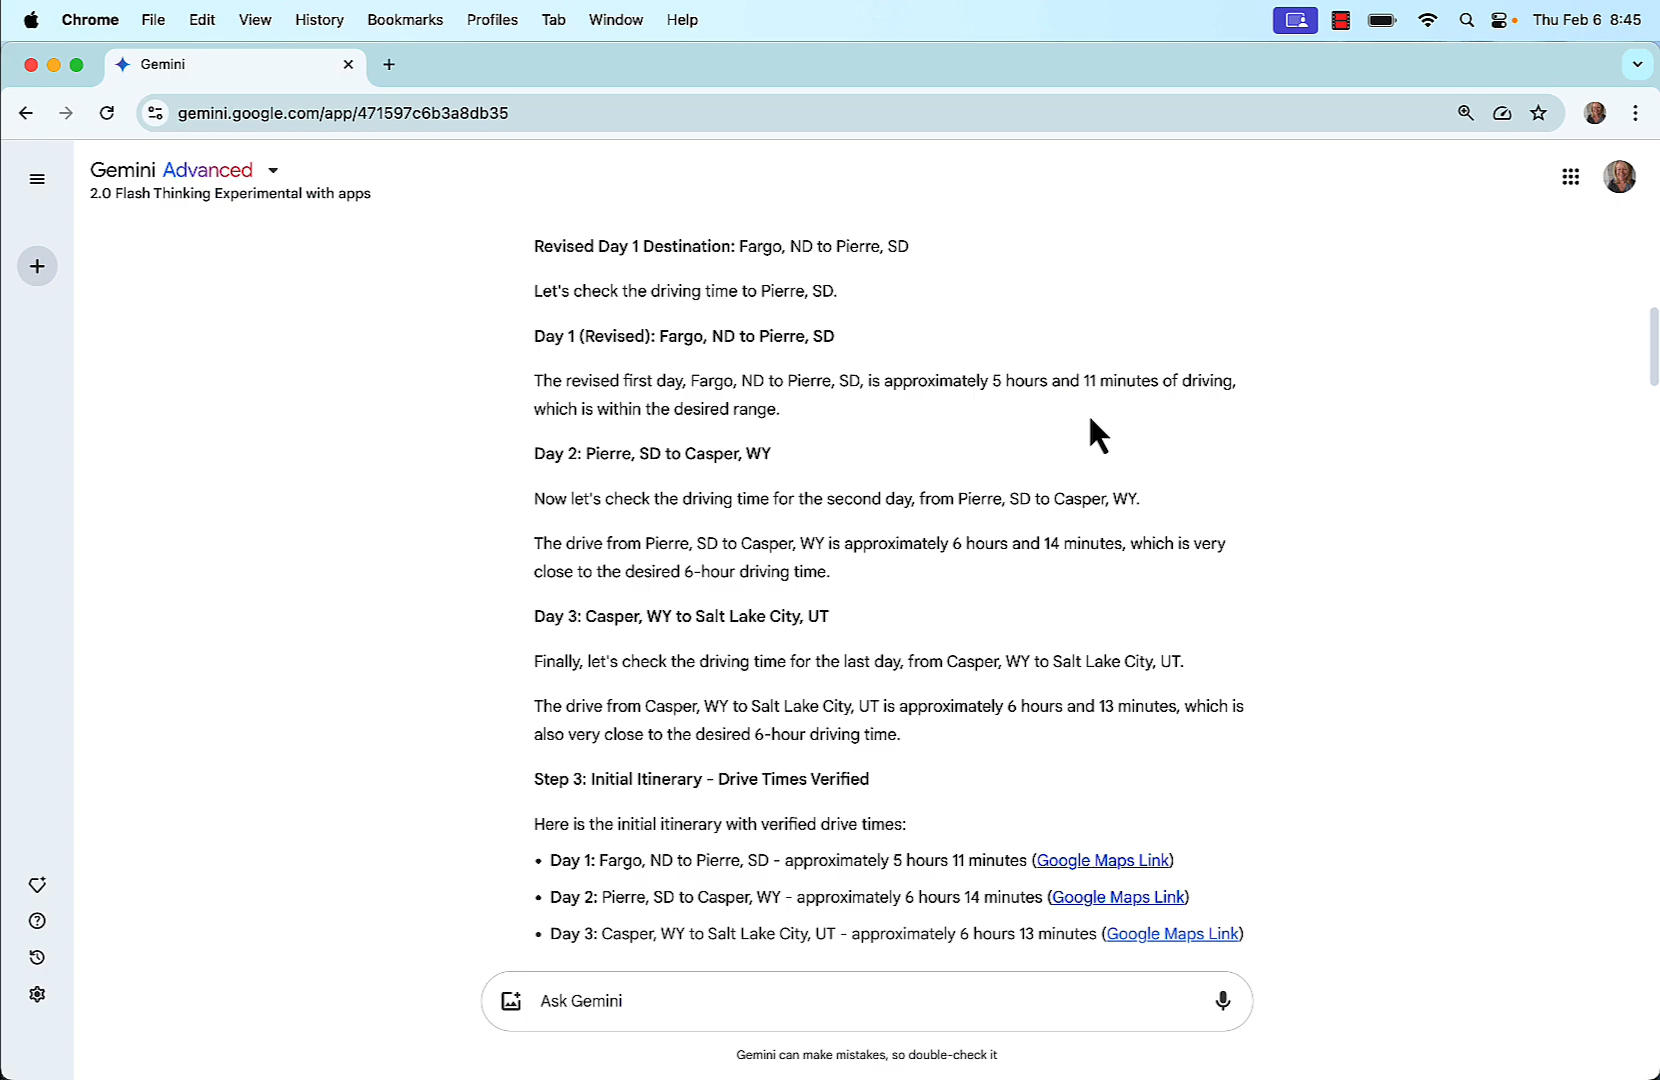 Chrome File Edit View History Bookmarks Profiles Tab Window Help Thu Feb 6 8:45
Gemini
gemini.google.com/app/471597c6b3a8db35
Gemini Advanced
2.0 Flash Thinking Experimental with apps
Revised Day 1 Destination: Fargo, ND to Pierre, SD
Let's check the driving time to Pierre, SD.
Day 1 (Revised): Fargo, ND to Pierre, SD
The revised first day, Fargo, ND to Pierre, SD, is approximately 5 hours and 11 minutes of driving,
which is within the desired range.
Day 2: Pierre, SD to Casper, WY
Now let's check the driving time for the second day, from Pierre, SD to Casper, WY.
The drive from Pierre, SD to Casper, WY is approximately 6 hours and 14 minutes, which is very
close to the desired 6-hour driving time.
Day 3: Casper, WY to Salt Lake City, UT
Finally, let's check the driving time for the last day, from Casper, WY to Salt Lake City, UT.
The drive from Casper, WY to Salt Lake City, UT is approximately 6 hours and 13 minutes, which is
also very close to the desired 6-hour driving time.
Step 3: Initial Itinerary - Drive Times Verified
Here is the initial itinerary with verified drive times:
• Day 1: Fargo, ND to Pierre, SD - approximately 5 hours 11 minutes (Google Maps Link)
• Day 2: Pierre, SD to Casper, WY - approximately 6 hours 14 minutes (Google Maps Link)
• Day 3: Casper, WY to Salt Lake City, UT - approximately 6 hours 13 minutes (Google Maps Link)
Ask Gemini
Gemini can make mistakes, so double-check it